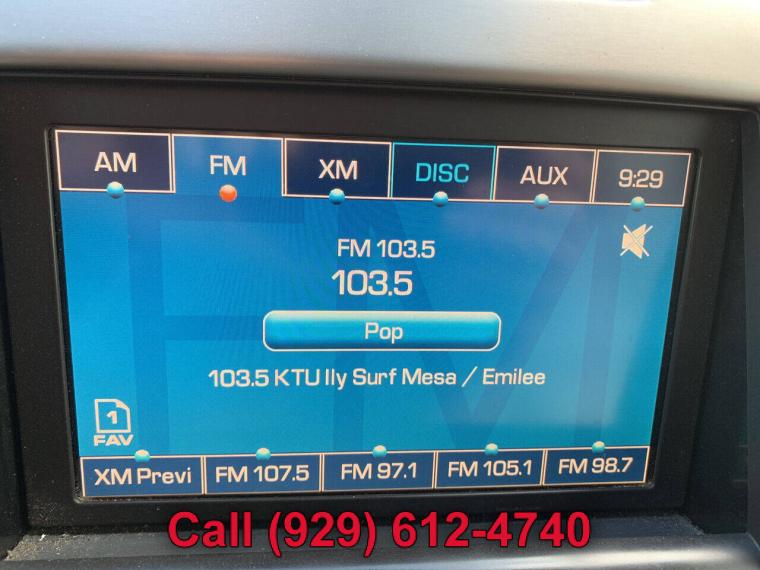 AM FM XM DISC AUX 9:29
FM 103.5
103.5
Pop
103.5 KTU Ily Surf Mesa / Emilee
1
FAV
XM Previ FM 107.5 FM 97.1 FM 105.1 FM 98.7
Call (929) 612-4740